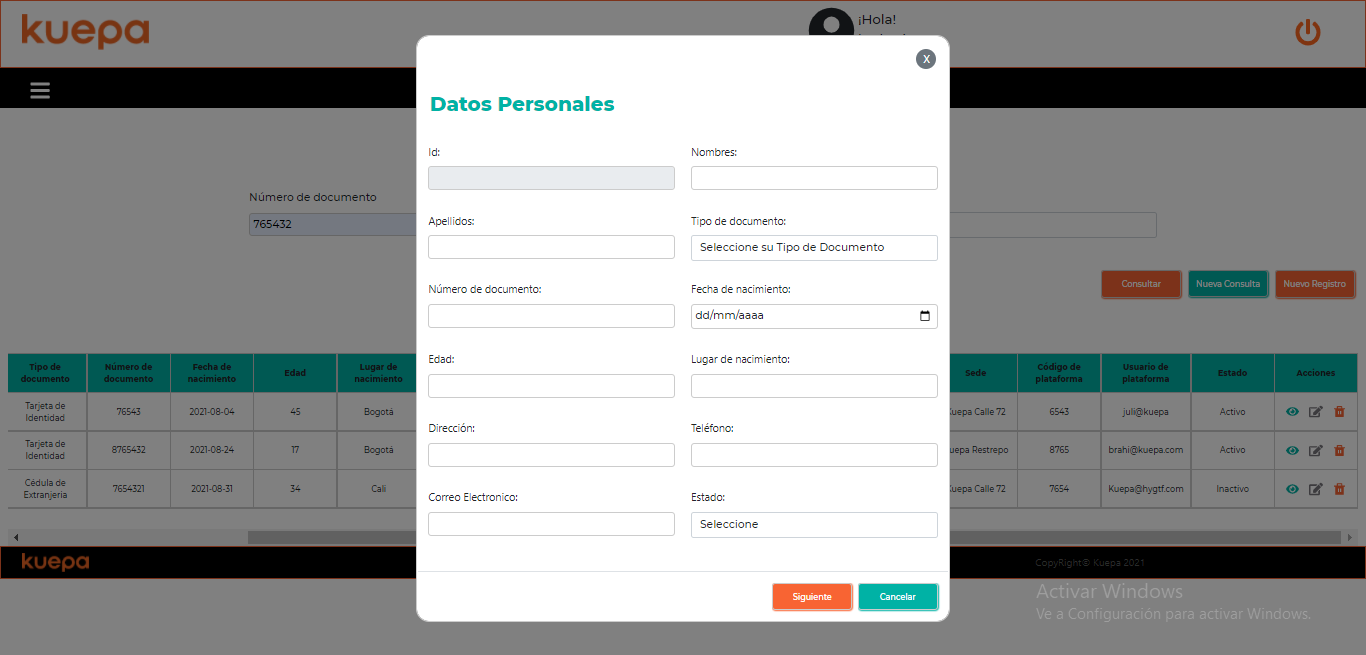 kuepa
¡Hola!
X
Datos Personales
Id:
Nombres:
Apellidos:
Tipo de documento:
Seleccione su Tipo de Documento
Número de documento:
Fecha de nacimiento:
dd/mm/aaaa
Edad:
Lugar de nacimiento:
Dirección:
Teléfono:
Correo Electronico:
Estado:
Seleccione
Siguiente
Cancelar
Número de documento
765432
Consultar
Nueva Consulta
Nuevo Registro
Tipo de documento
Número de documento
Fecha de nacimiento
Edad
Lugar de nacimiento
Sede
Código de plataforma
Usuario de plataforma
Estado
Acciones
Tarjeta de Identidad
76543
2021-08-04
45
Bogotá
Calle 72
6543
juli@kuepa
Activo
Tarjeta de Identidad
8765432
2021-08-24
17
Bogotá
Restrepo
8765
brahi@kuepa.com
Activo
Cédula de Extranjeria
7654321
2021-08-31
34
Cali
Calle 72
7654
Kuepa@hygtf.com
Inactivo
kuepa
CopyRight© Kuepa 2021
Activar Windows
Ve a Configuración para activar Windows.